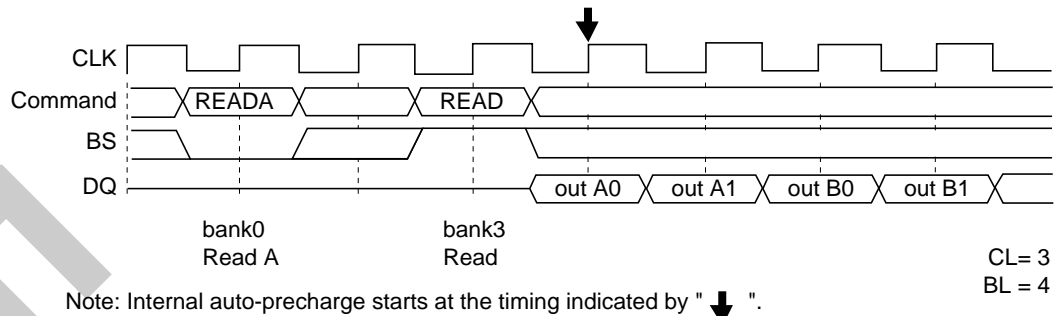 CLK
Command READA READ
BS
DQ out A0 out A1 out B0 out B1
bank0 bank3
Read A Read CL= 3
BL = 4
Note: Internal auto-precharge starts at the timing indicated by " ".